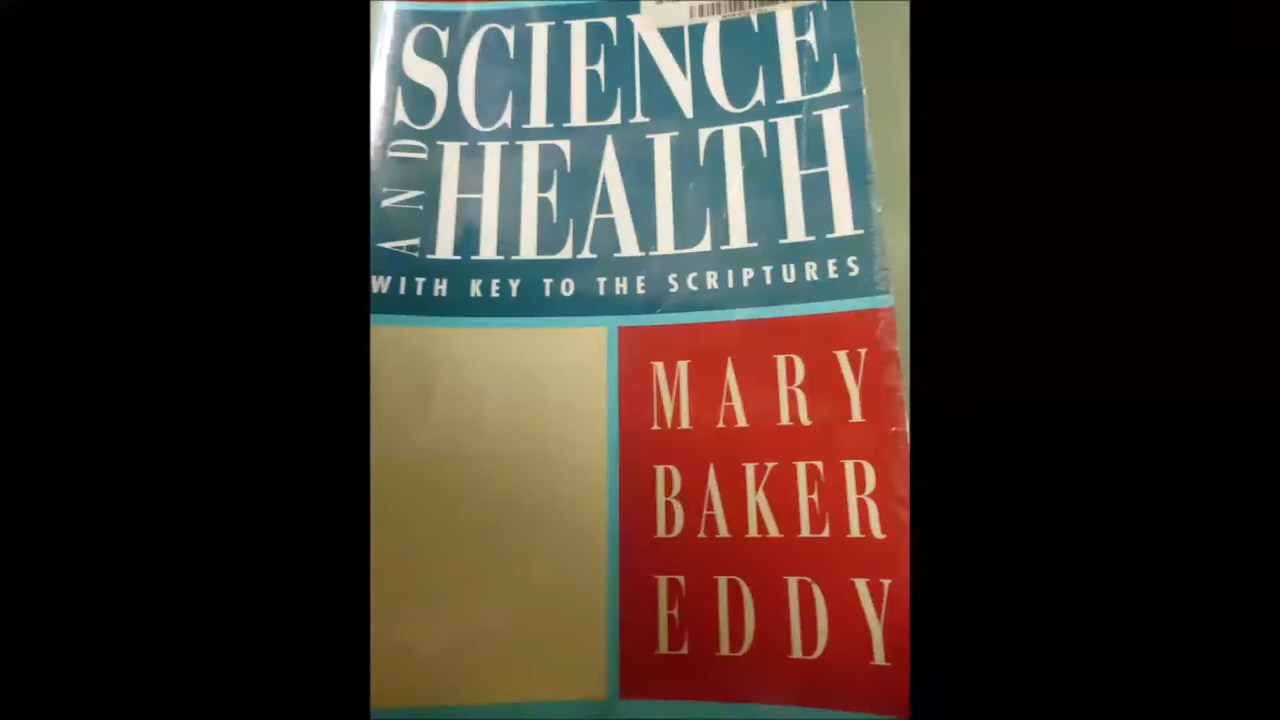 SCIENCE
AND
HEALTH
WITH KEY TO THE SCRIPTURES
MARY
BAKER
EDDY